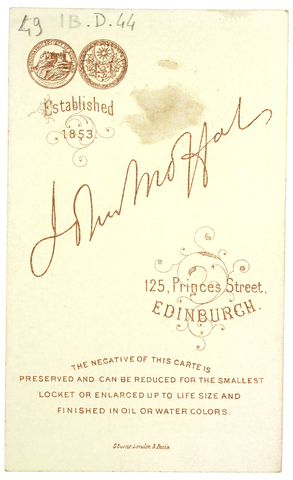 49 IB.D.44
Established
1853
John Moffat
125, Princes Street,
EDINBURGH.
THE NEGATIVE OF THIS CARTE IS
PRESERVED AND CAN BE REDUCED FOR THE SMALLEST
LOCKET OR ENLARGED UP TO LIFE SIZE AND
FINISHED IN OIL OR WATER COLORS.
London & Paris.